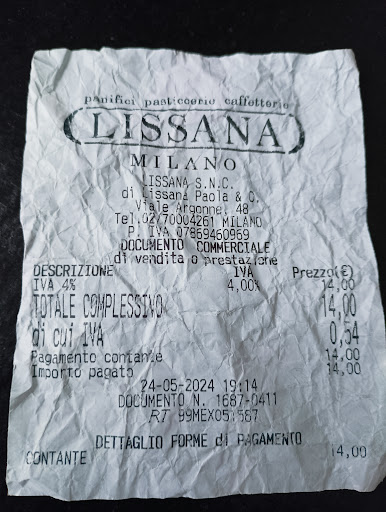 panifici pasticcerie caffetterie
LISSANA
MILANO
LISSANA S.N.C.
di Lissana Paola & C.
Viale Argonne, 48
Tel.02/70004261 MILANO
P. IVA 07869460969
DOCUMENTO COMMERCIALE
di vendita o prestazione
DESCRIZIONE IVA Prezzo(€)
IVA 4% 4,00% 14,00
TOTALE COMPLESSIVO 14,00
di cui IVA 0,54
Pagamento contante 14,00
Importo pagato 14,00
24-05-2024 19:14
DOCUMENTO N. 1687-0411
RT 99MEX051587
DETTAGLIO FORME di PAGAMENTO
CONTANTE 14,00